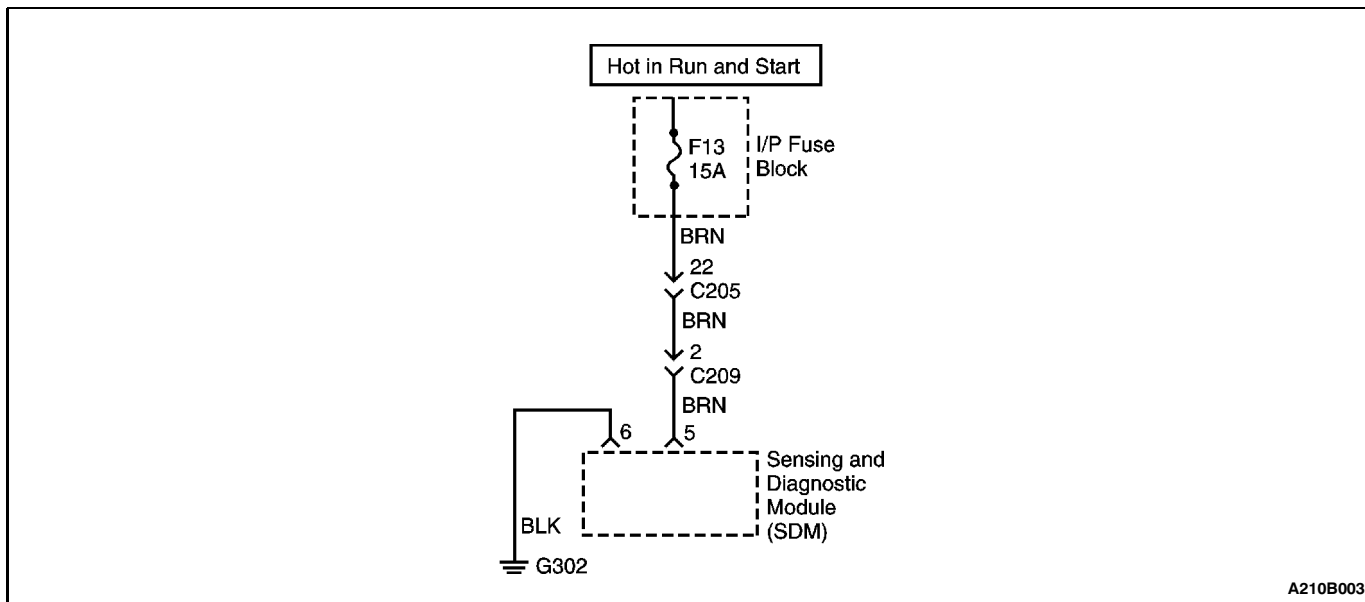 Hot in Run and Start
F13
15A
I/P Fuse
Block
BRN
22
C205
BRN
2
C209
BRN
6
5
Sensing and
Diagnostic
Module
(SDM)
BLK
G302
A210B003